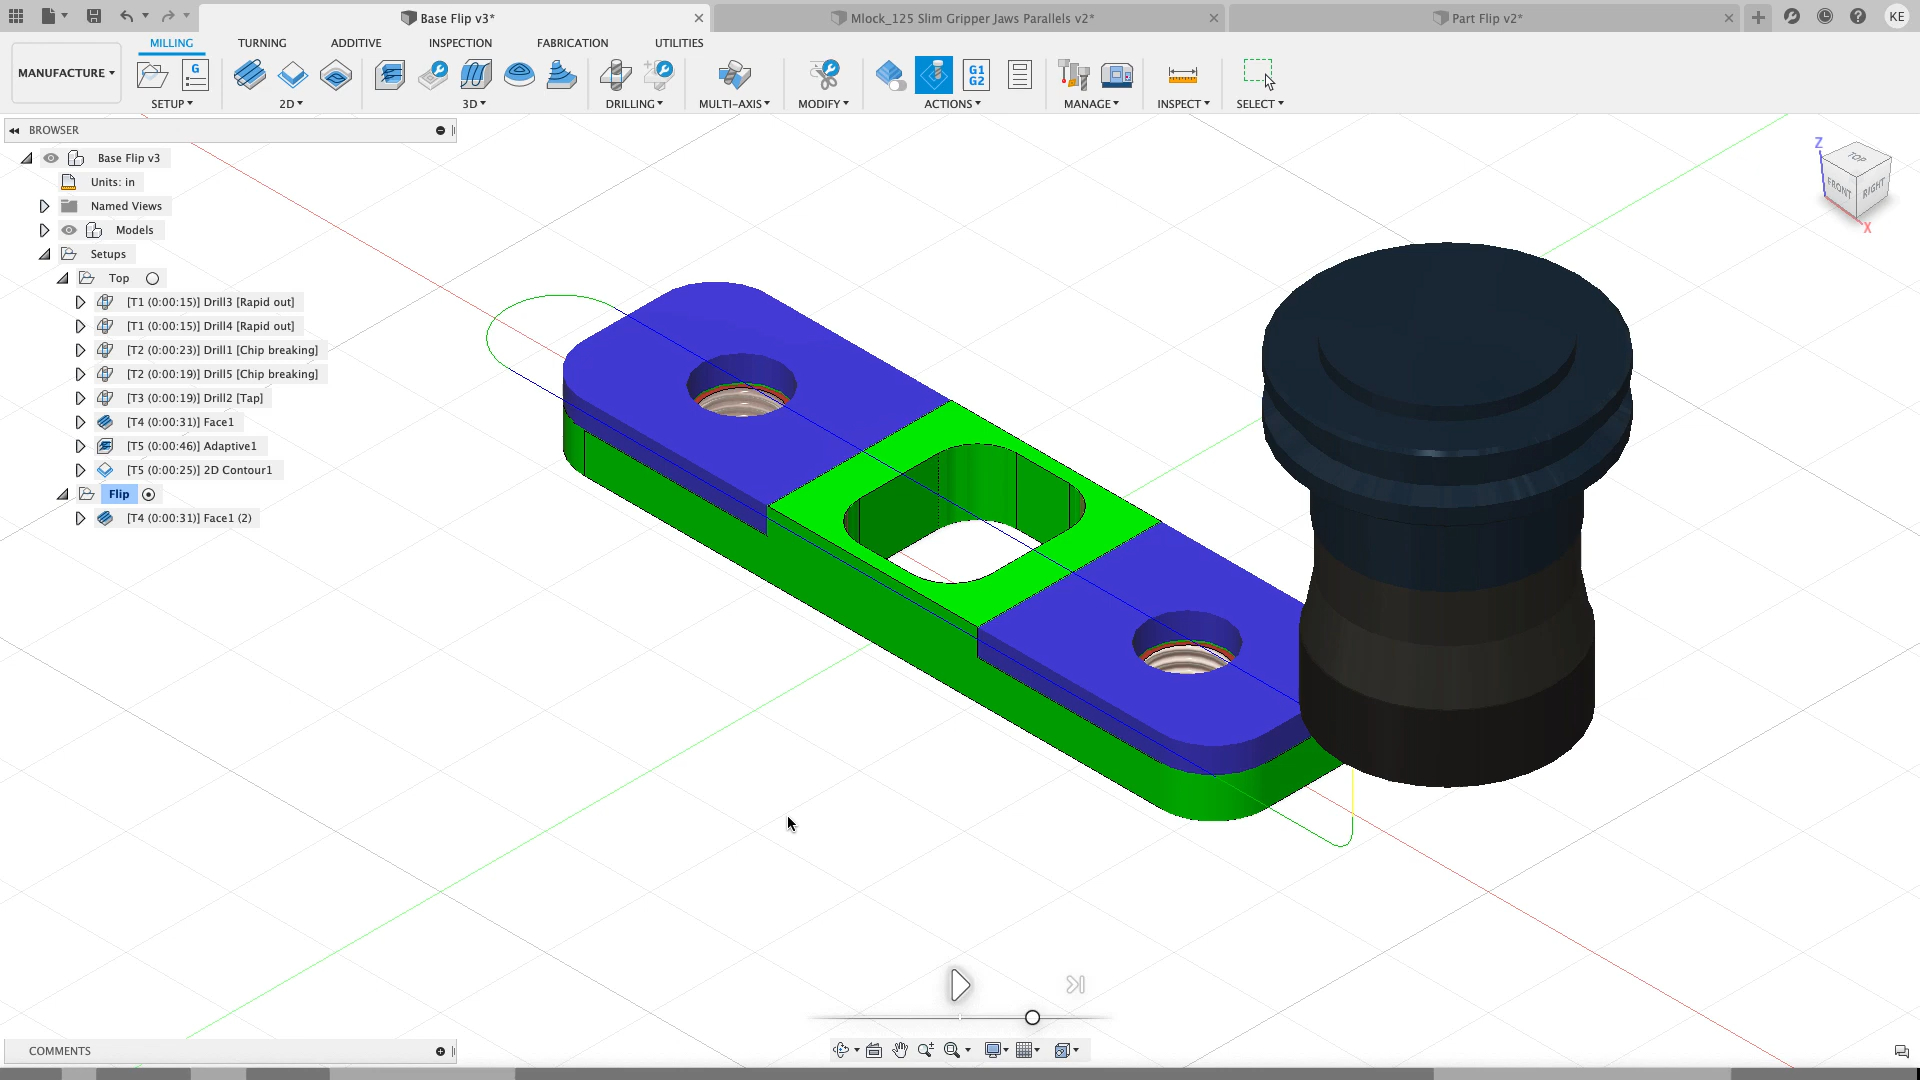 Base Flip v3*
Mlock_125 Slim Gripper Jaws Parallels v2*
Part Flip v2*
KE
MANUFACTURE
MILLING
TURNING
ADDITIVE
INSPECTION
FABRICATION
UTILITIES
G
G1
G2
SETUP
2D
3D
DRILLING
MULTI-AXIS
MODIFY
ACTIONS
MANAGE
INSPECT
SELECT
BROWSER
Base Flip v3
Units: in
Named Views
Models
Setups
Top
[T1 (0:00:15)] Drill3 [Rapid out]
[T1 (0:00:15)] Drill4 [Rapid out]
[T2 (0:00:23)] Drill1 [Chip breaking]
[T2 (0:00:19)] Drill5 [Chip breaking]
[T3 (0:00:19)] Drill2 [Tap]
[T4 (0:00:31)] Face1
[T5 (0:00:46)] Adaptive1
[T5 (0:00:25)] 2D Contour1
Flip
[T4 (0:00:31)] Face1 (2)
Z
TOP
FRONT
RIGHT
X
COMMENTS